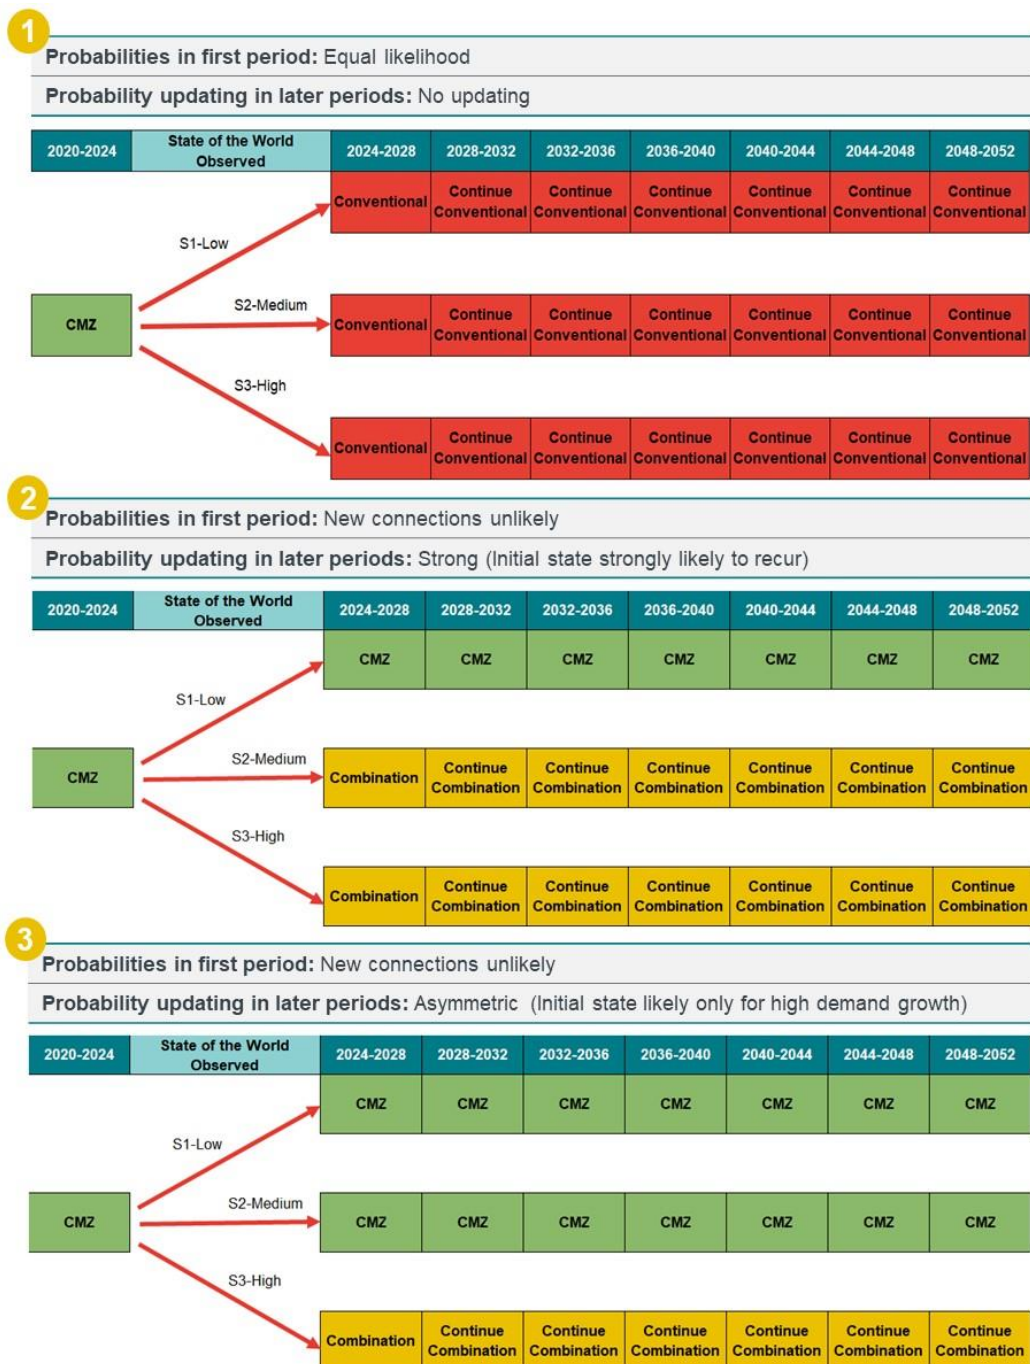 1
Probabilities in first period: Equal likelihood
Probability updating in later periods: No updating
2020-2024 State of the World Observed 2024-2028 2028-2032 2032-2036 2036-2040 2040-2044 2044-2048 2048-2052
Conventional Continue Conventional Continue Conventional Continue Conventional Continue Conventional Continue Conventional Continue Conventional
S1-Low
S2-Medium
CMZ Conventional Continue Conventional Continue Conventional Continue Conventional Continue Conventional Continue Conventional Continue Conventional
S3-High
Conventional Continue Conventional Continue Conventional Continue Conventional Continue Conventional Continue Conventional Continue Conventional
2
Probabilities in first period: New connections unlikely
Probability updating in later periods: Strong (Initial state strongly likely to recur)
2020-2024 State of the World Observed 2024-2028 2028-2032 2032-2036 2036-2040 2040-2044 2044-2048 2048-2052
CMZ CMZ CMZ CMZ CMZ CMZ CMZ
S1-Low
S2-Medium
CMZ Combination Continue Combination Continue Combination Continue Combination Continue Combination Continue Combination Continue Combination
S3-High
Combination Continue Combination Continue Combination Continue Combination Continue Combination Continue Combination Continue Combination
3
Probabilities in first period: New connections unlikely
Probability updating in later periods: Asymmetric (Initial state likely only for high demand growth)
2020-2024 State of the World Observed 2024-2028 2028-2032 2032-2036 2036-2040 2040-2044 2044-2048 2048-2052
CMZ CMZ CMZ CMZ CMZ CMZ CMZ
S1-Low
S2-Medium
CMZ CMZ CMZ CMZ CMZ CMZ CMZ CMZ
S3-High
Combination Continue Combination Continue Combination Continue Combination Continue Combination Continue Combination Continue Combination